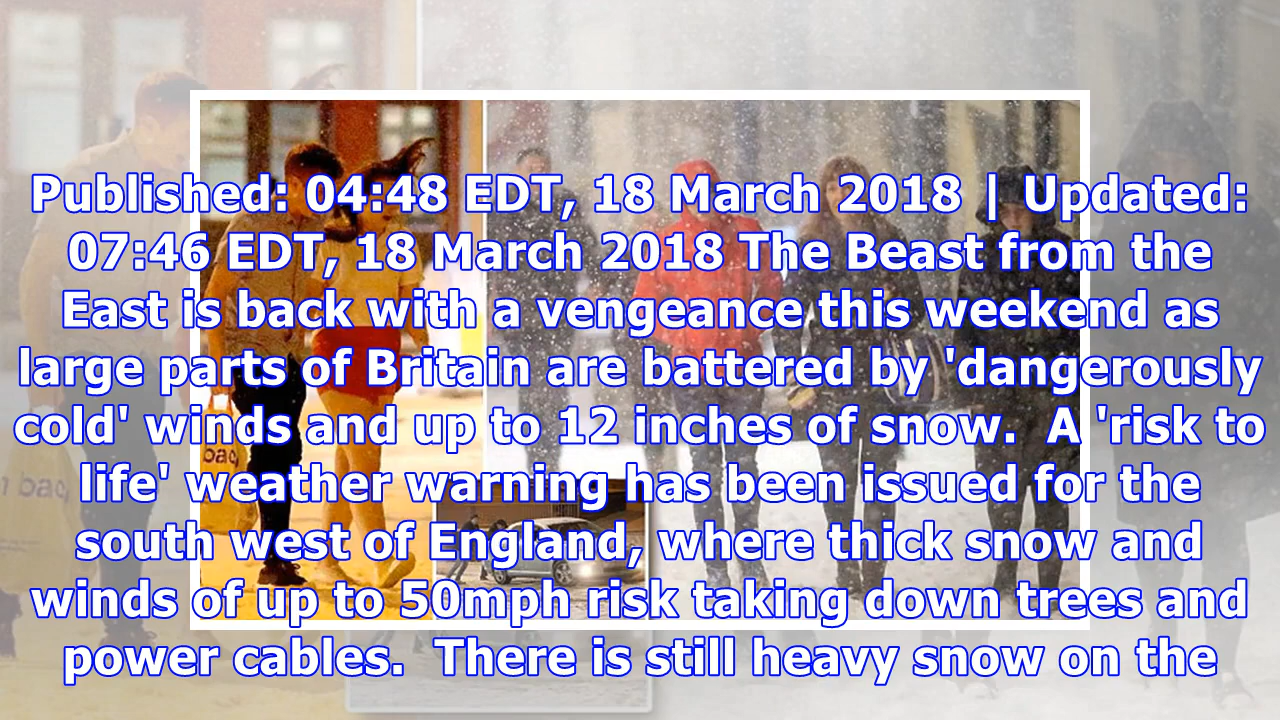 Published: 04:48 EDT, 18 March 2018 | Updated:
07:46 EDT, 18 March 2018 The Beast from the
East is back with a vengeance this weekend as
large parts of Britain are battered by 'dangerously
cold' winds and up to 12 inches of snow.  A 'risk to
life' weather warning has been issued for the
south west of England, where thick snow and
winds of up to 50mph risk taking down trees and
power cables.  There is still heavy snow on the